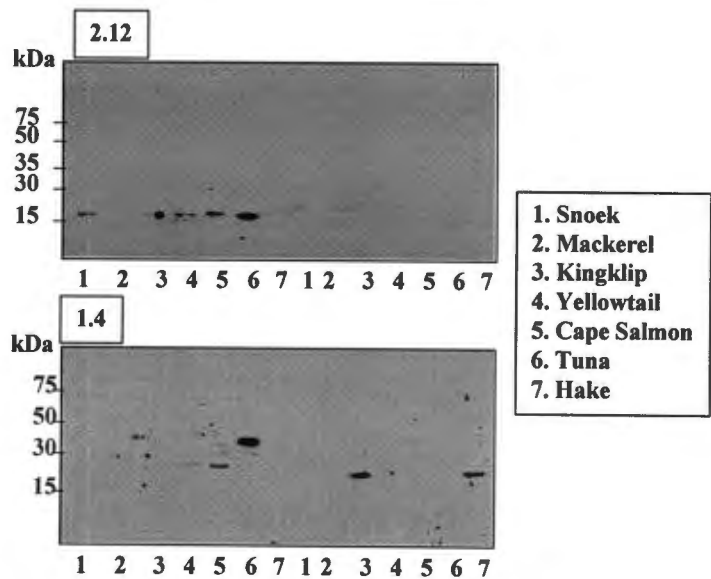 2.12
kDa
75
50
35
30
15
1 2 3 4 5 6 7 1 2 3 4 5 6 7
1.4
kDa
75
50
30
15
1 2 3 4 5 6 7 1 2 3 4 5 6 7
1. Snoek
2. Mackerel
3. Kingklip
4. Yellowtail
5. Cape Salmon
6. Tuna
7. Hake